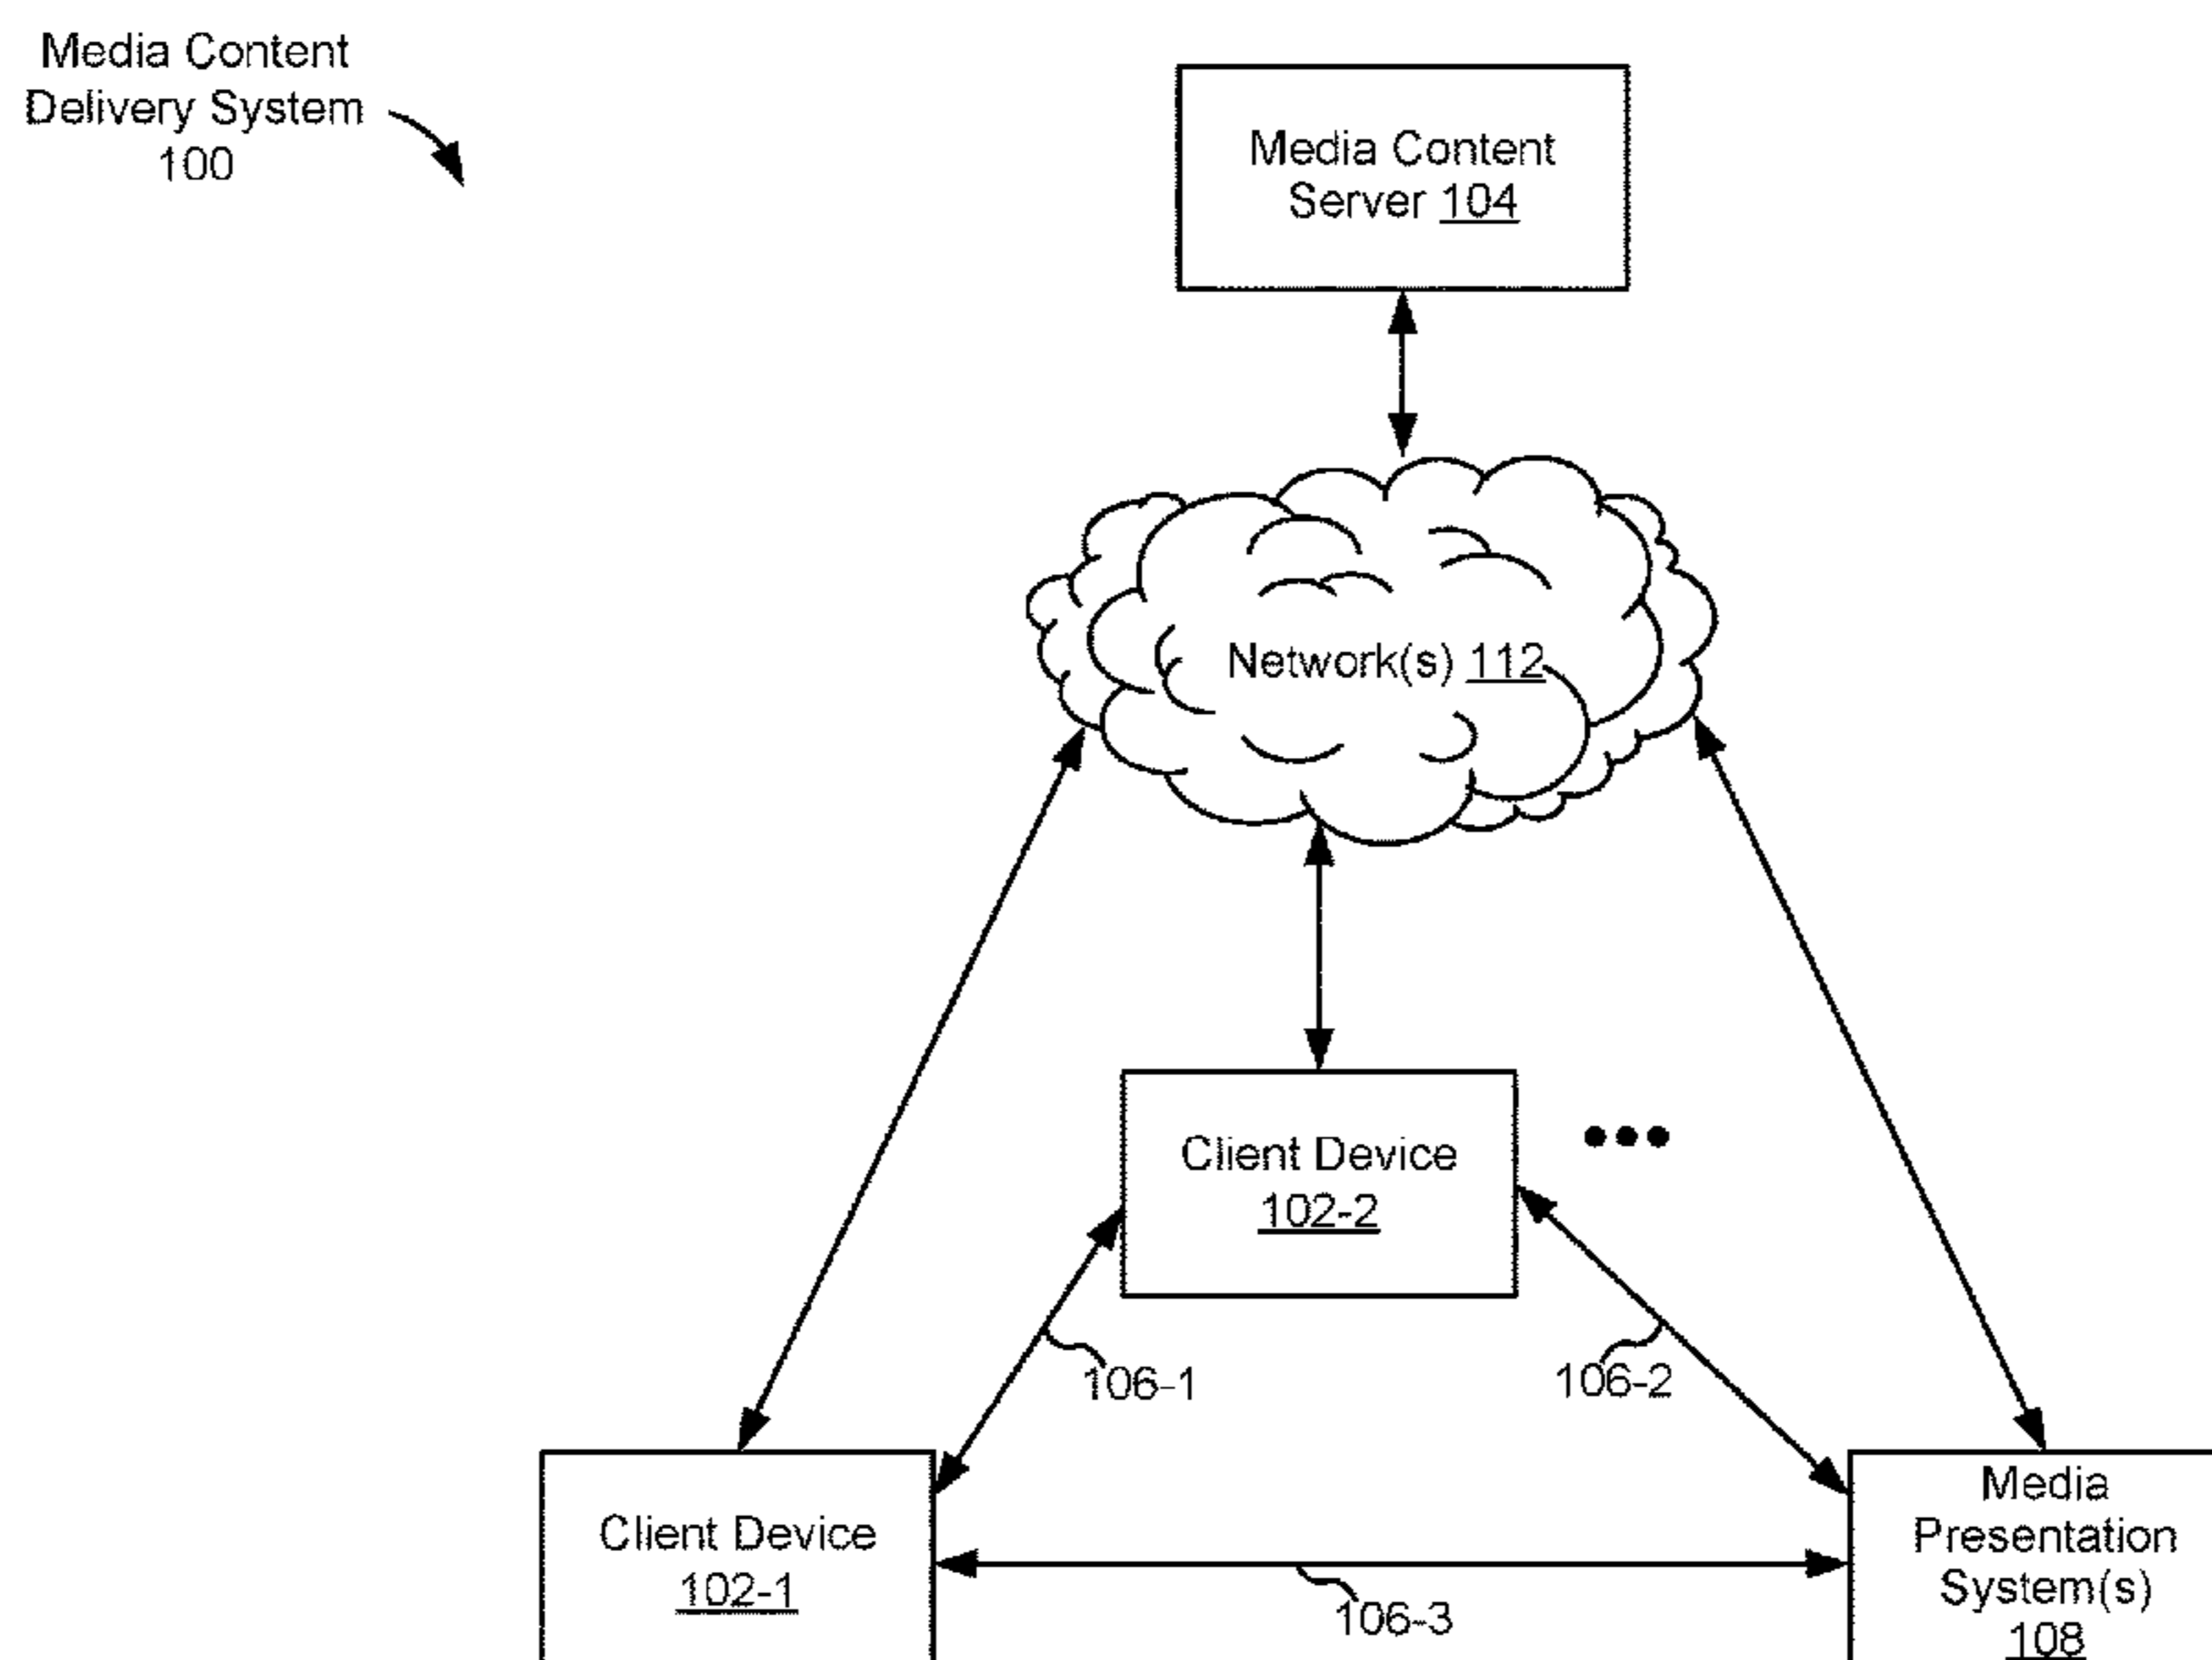 Media Content
Delivery System
100
Media Content
Server 104
Network(s) 112
Client Device
102-2
106-1
106-2
Client Device
102-1
106-3
Media
Presentation
System(s)
108